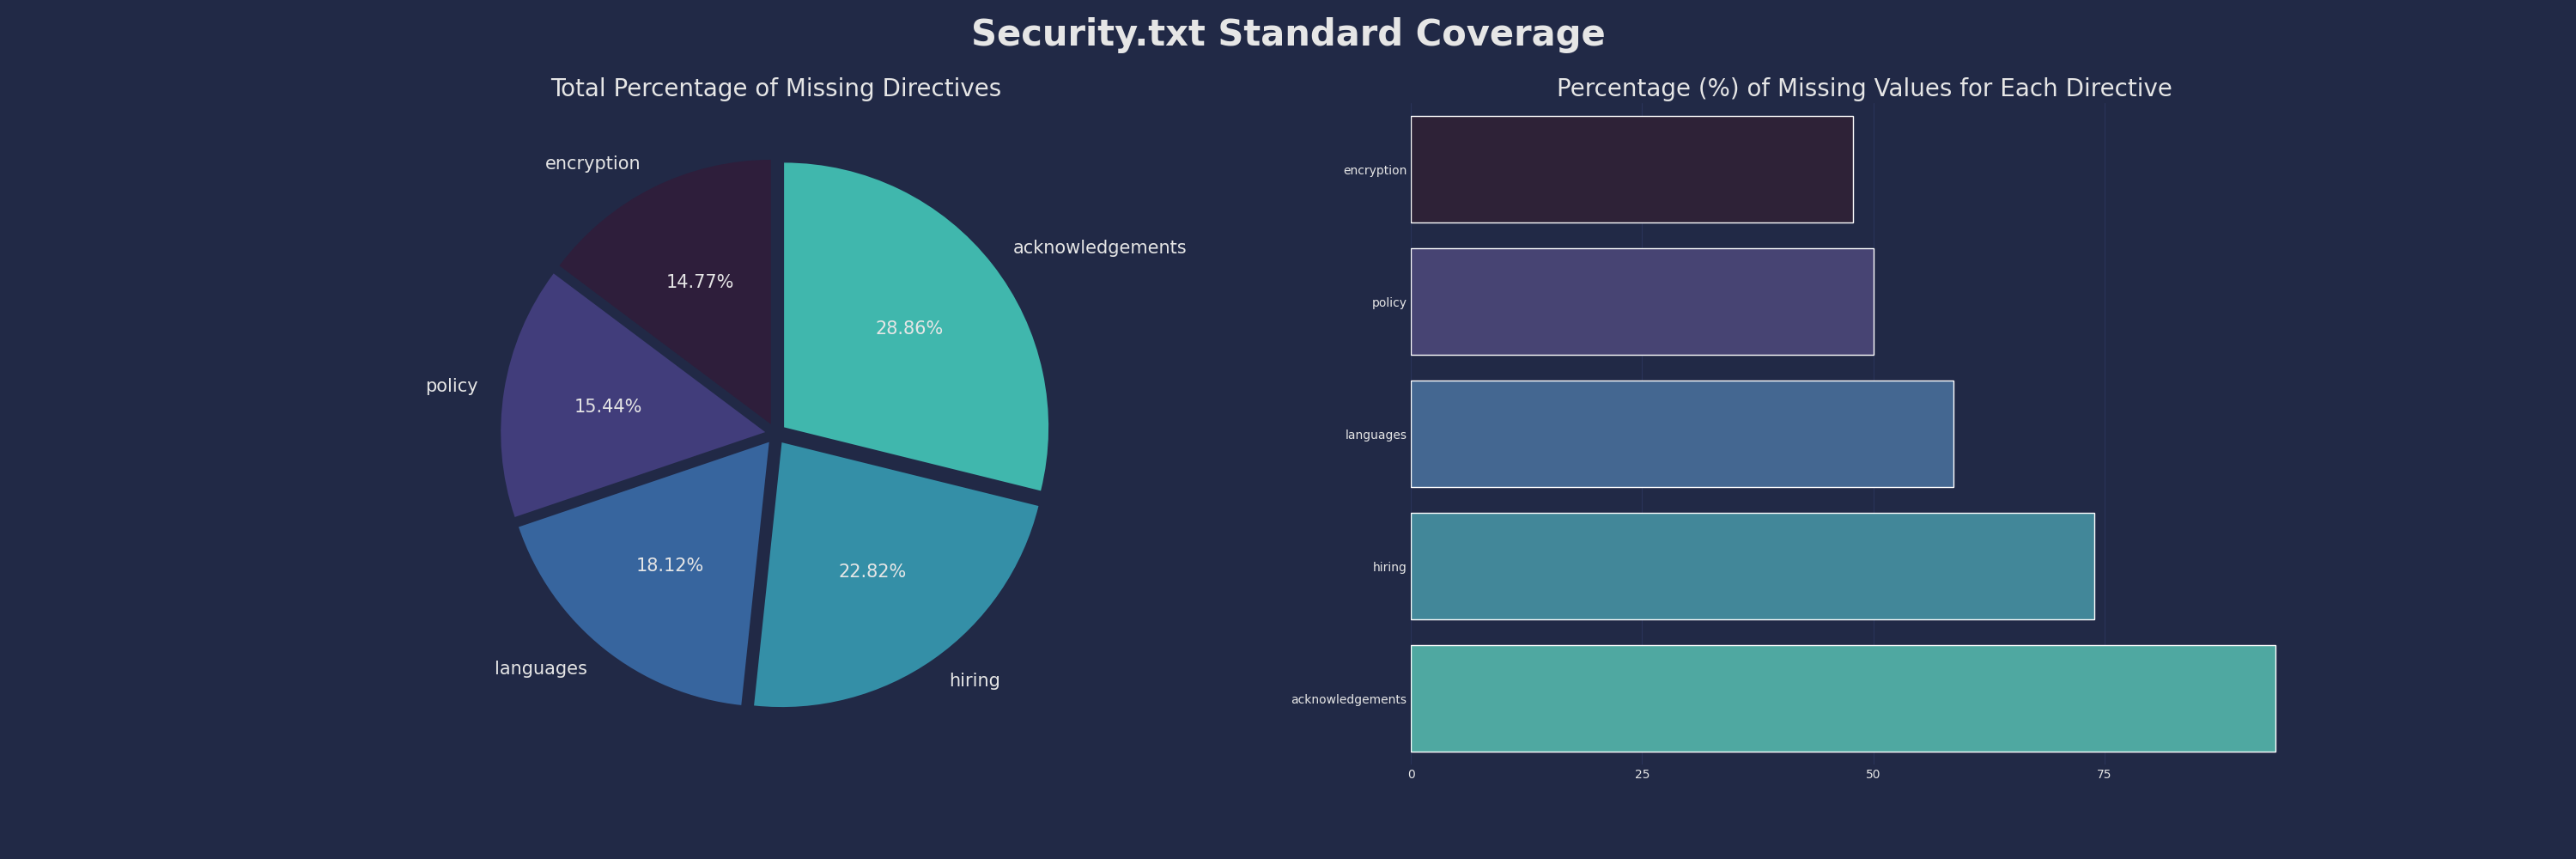 Security.txt Standard Coverage
Total Percentage of Missing Directives
encryption
acknowledgements
14.77%
28.86%
policy
15.44%
18.12%
22.82%
languages
hiring
Percentage (%) of Missing Values for Each Directive
encryption
policy
languages
hiring
acknowledgements
0 25 50 75